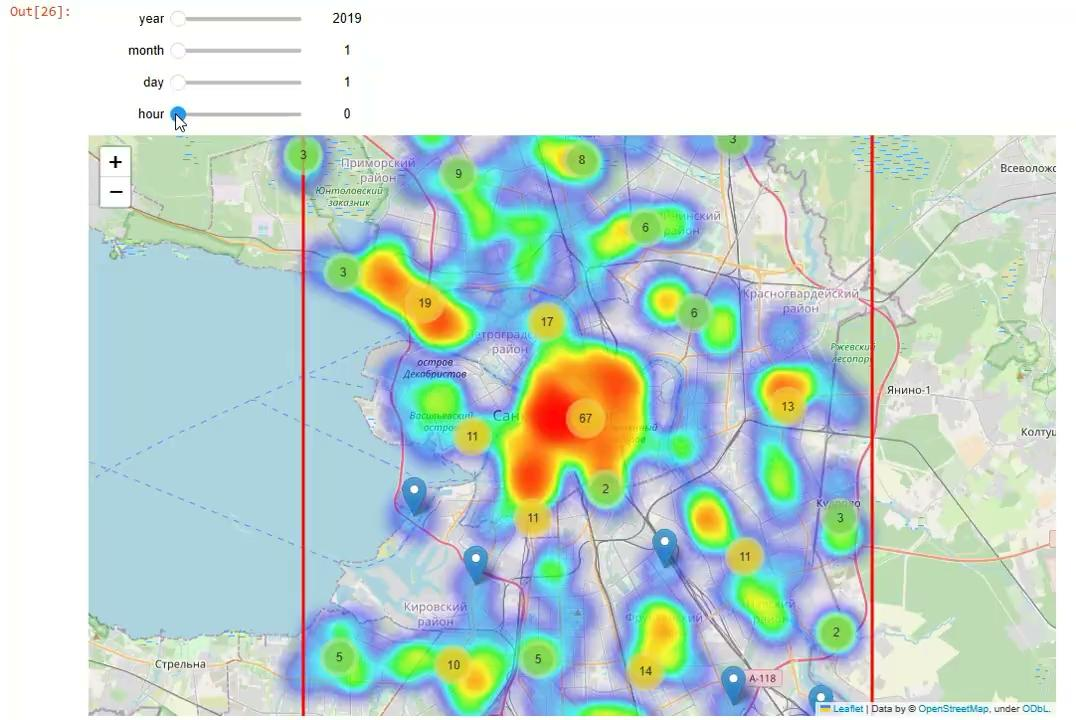 Out[26]:
year 2019
month 1
day 1
hour 0
+
−
3
3
9
8
Приморский
район
Юнтоловский
заказник
Всеволож
6
район
3
19
17
6
Красногвардейский
район
район
остров
Декабристов
Ржевский
лесопарк
Янино-1
13
67
Васильевский
остров
Сан
11
Колтуш
2
11
3
11
Кировский
район
2
5
10
5
14
Стрельна
A-118
Leaflet | Data by © OpenStreetMap, under ODbL.